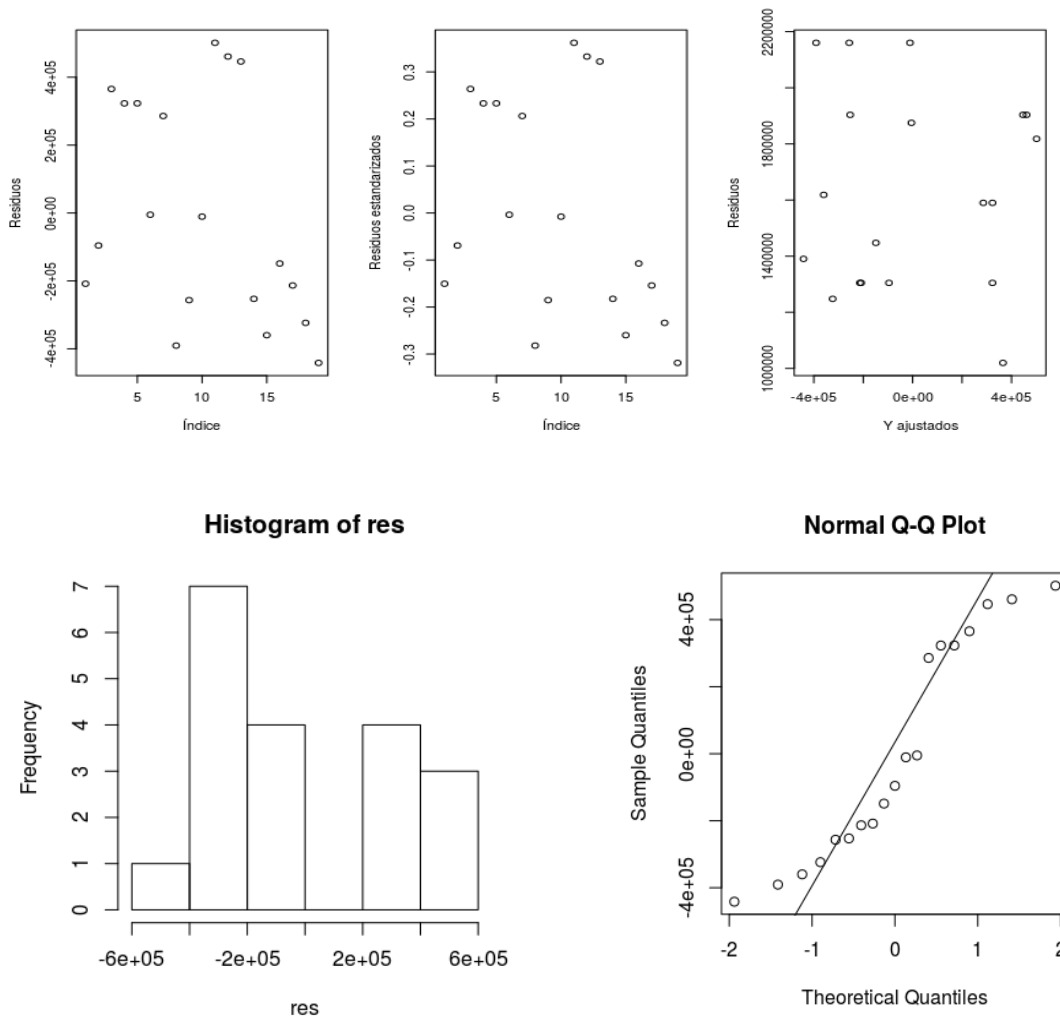 Residuos
4e+05
2e+05
0e+00
-2e+05
-4e+05
5 10 15
Índice
Residuos estandarizados
0.3
0.2
0.1
0.0
-0.1
-0.2
-0.3
5 10 15
Índice
Residuos
2200000
1800000
1400000
1000000
-4e+05 0e+00 4e+05
Y ajustados
Histogram of res
Frequency
7
6
5
4
3
2
1
0
-6e+05 -2e+05 2e+05 6e+05
res
Normal Q-Q Plot
Sample Quantiles
4e+05
0e+00
-4e+05
-2 -1 0 1 2
Theoretical Quantiles